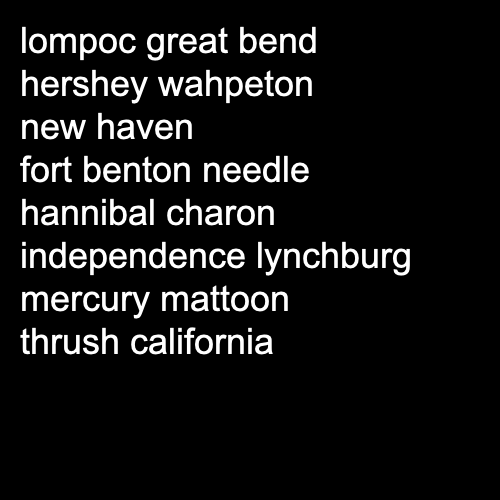 lompoc great bend
hershey wahpeton
new haven
fort benton needle
hannibal charon
independence lynchburg
mercury mattoon
thrush california